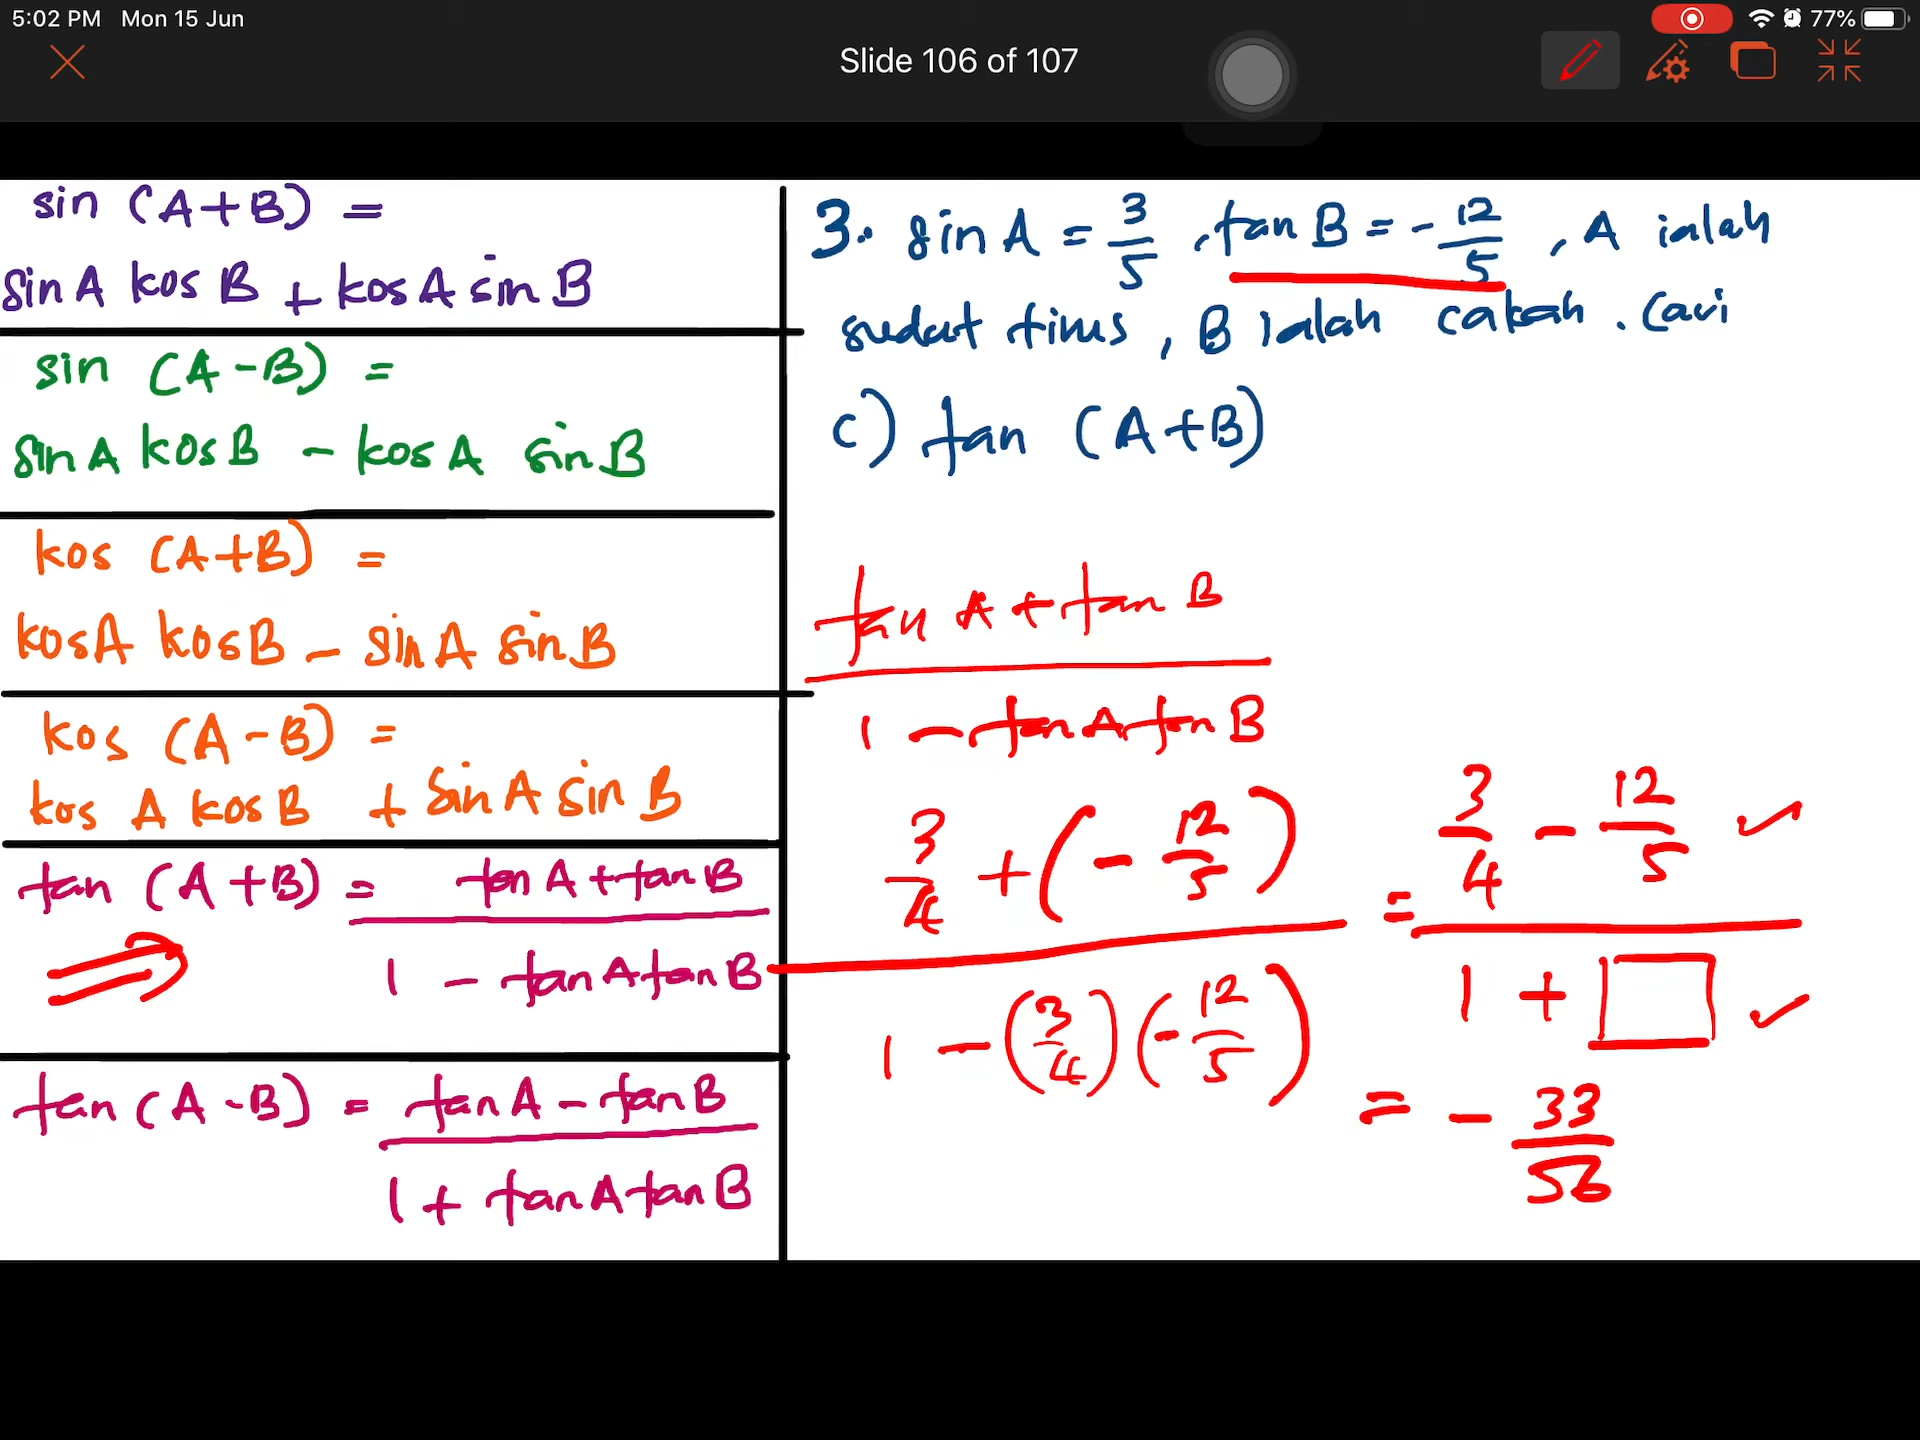 5:02 PM Mon 15 Jun
77%
Slide 106 of 107
sin (A+B) =
sin A kos B + kos A sin B
sin (A-B) =
sin A kos B - kos A sin B
kos (A+B) =
kos A kos B - sin A sin B
kos (A-B) =
kos A kos B + sin A sin B
tan (A+B) = tan A + tan B
1 - tan A tan B
tan (A-B) = tan A - tan B
1 + tan A tan B
3. sin A = 3/5 , tan B = - 12/5 , A ialah
sudut tirus , B ialah cakah . Cari
c) tan (A+B)
tan A + tan B
1 - tan A tan B
3/4 + (- 12/5)
1 - (3/4) (- 12/5)
= 3/4 - 12/5 ✓
1 + □ ✓
= - 33/56